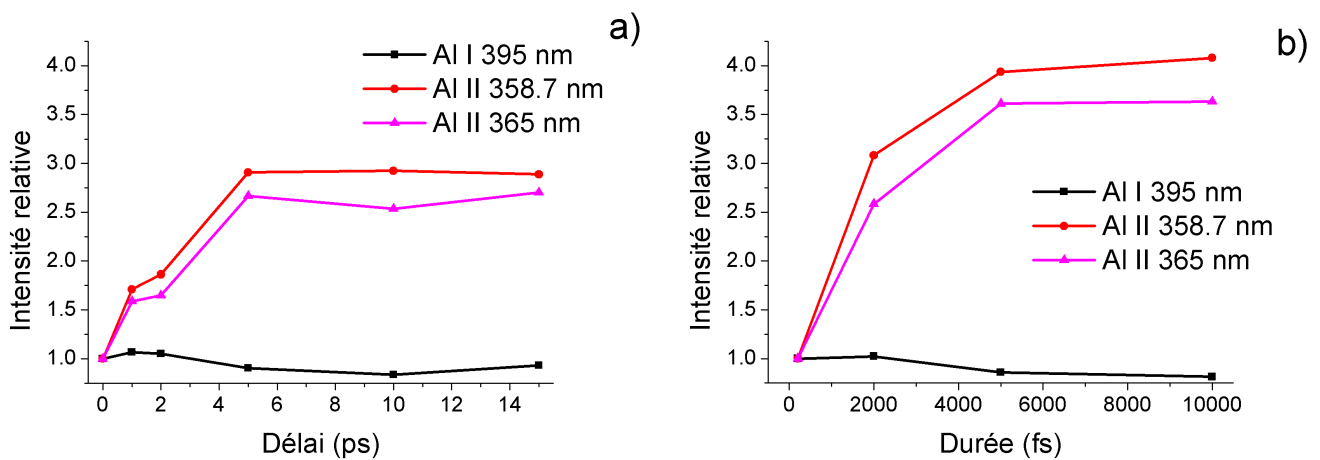 a)
Al I 395 nm
Al II 358.7 nm
Al II 365 nm
Intensité relative
4.0
3.5
3.0
2.5
2.0
1.5
1.0
0 2 4 6 8 10 12 14
Délai (ps)
b)
Al I 395 nm
Al II 358.7 nm
Al II 365 nm
Intensité relative
4.0
3.5
3.0
2.5
2.0
1.5
1.0
0 2000 4000 6000 8000 10000
Durée (fs)